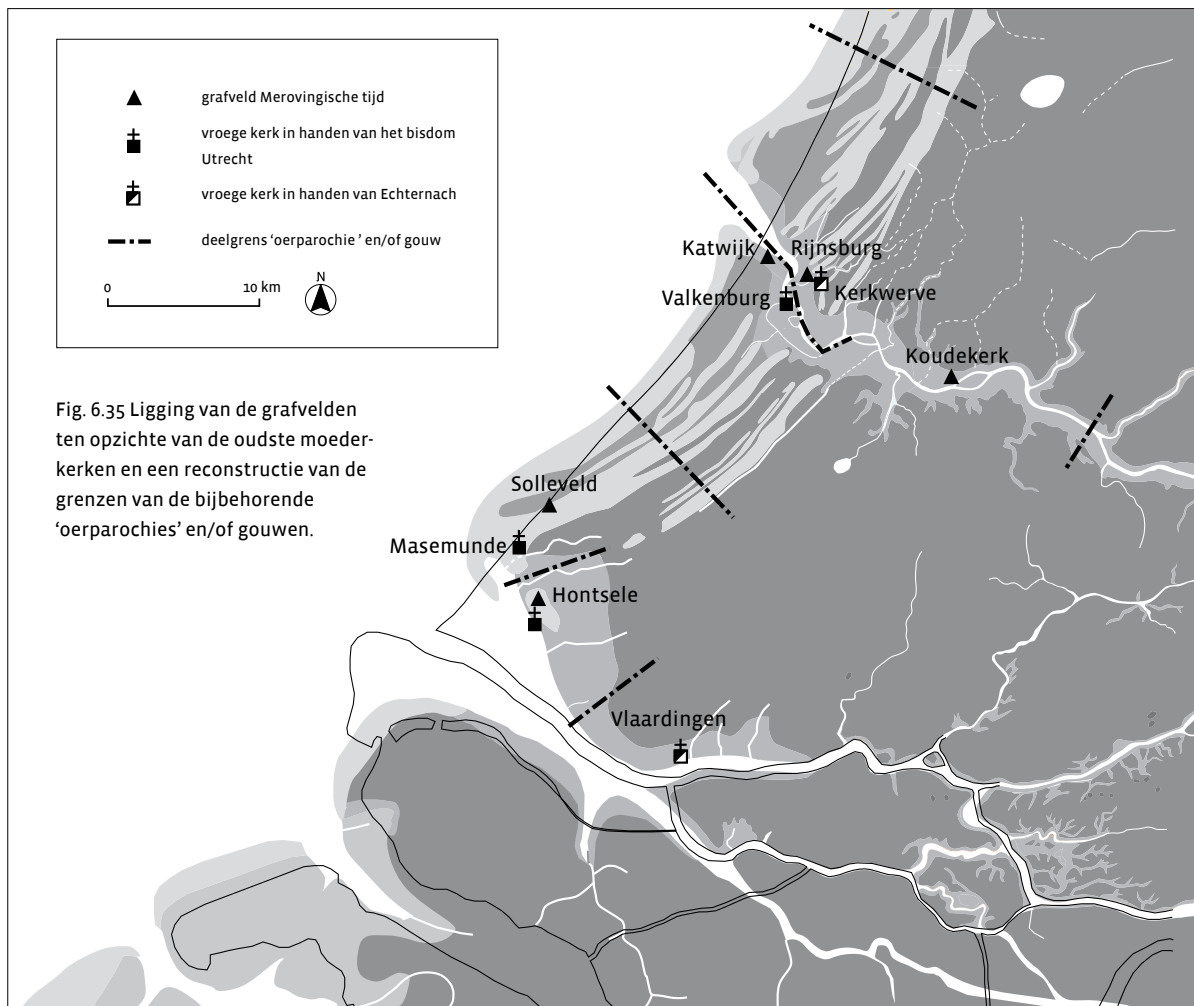 grafveld Merovingische tijd
vroege kerk in handen van het bisdom
Utrecht
vroege kerk in handen van Echternach
deelgrens ‘oerparochie ’ en/of gouw
0 10 km
N
Fig. 6.35 Ligging van de grafvelden
ten opzichte van de oudste moeder-
kerken en een reconstructie van de
grenzen van de bijbehorende
‘oerparochies’ en/of gouwen.
Katwijk
Rijnsburg
Valkenburg
Kerkwerve
Koudekerk
Solleveld
Masemunde
Hontsele
Vlaardingen